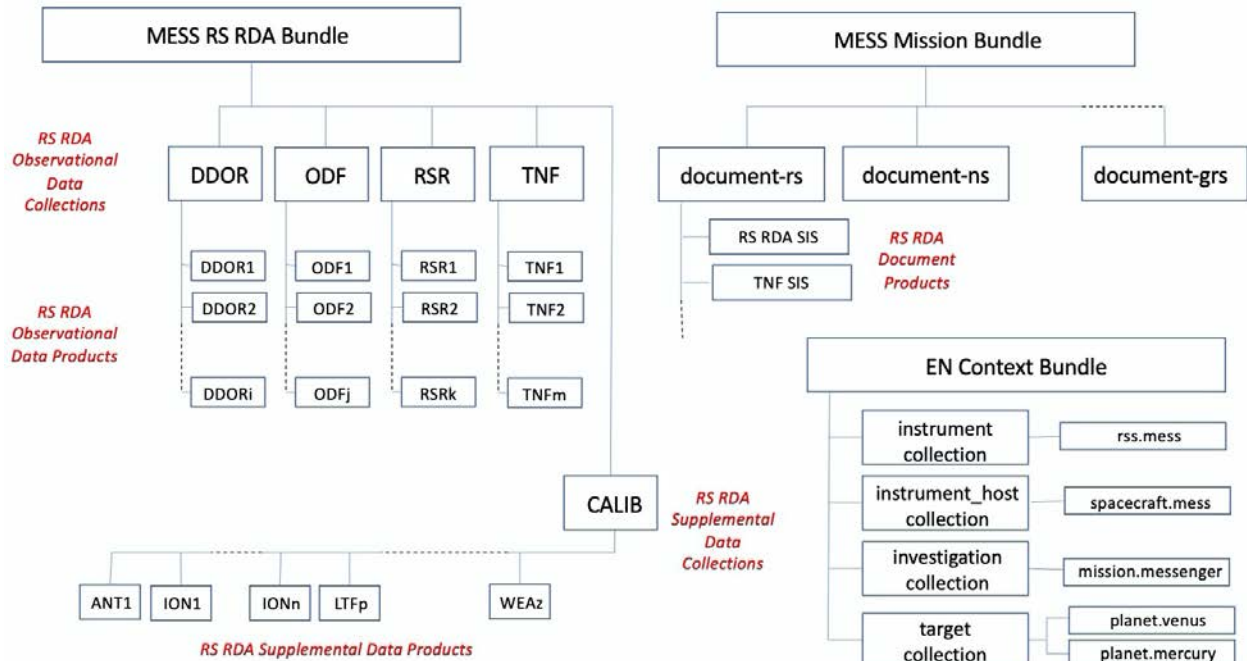 MESS RS RDA Bundle
RS RDA
Observational
Data
Collections
DDOR
ODF
RSR
TNF
RS RDA
Observational
Data Products
DDOR1
ODF1
RSR1
TNF1
DDOR2
ODF2
RSR2
TNF2
DDORi
ODFj
RSRk
TNFm
CALIB
RS RDA
Supplemental
Data
Collections
ANT1
ION1
IONn
LTFp
WEAz
RS RDA Supplemental Data Products
MESS Mission Bundle
document-rs
document-ns
document-grs
RS RDA SIS
TNF SIS
RS RDA
Document
Products
EN Context Bundle
instrument
collection
rss.mess
instrument_host
collection
spacecraft.mess
investigation
collection
mission.messenger
target
collection
planet.venus
planet.mercury